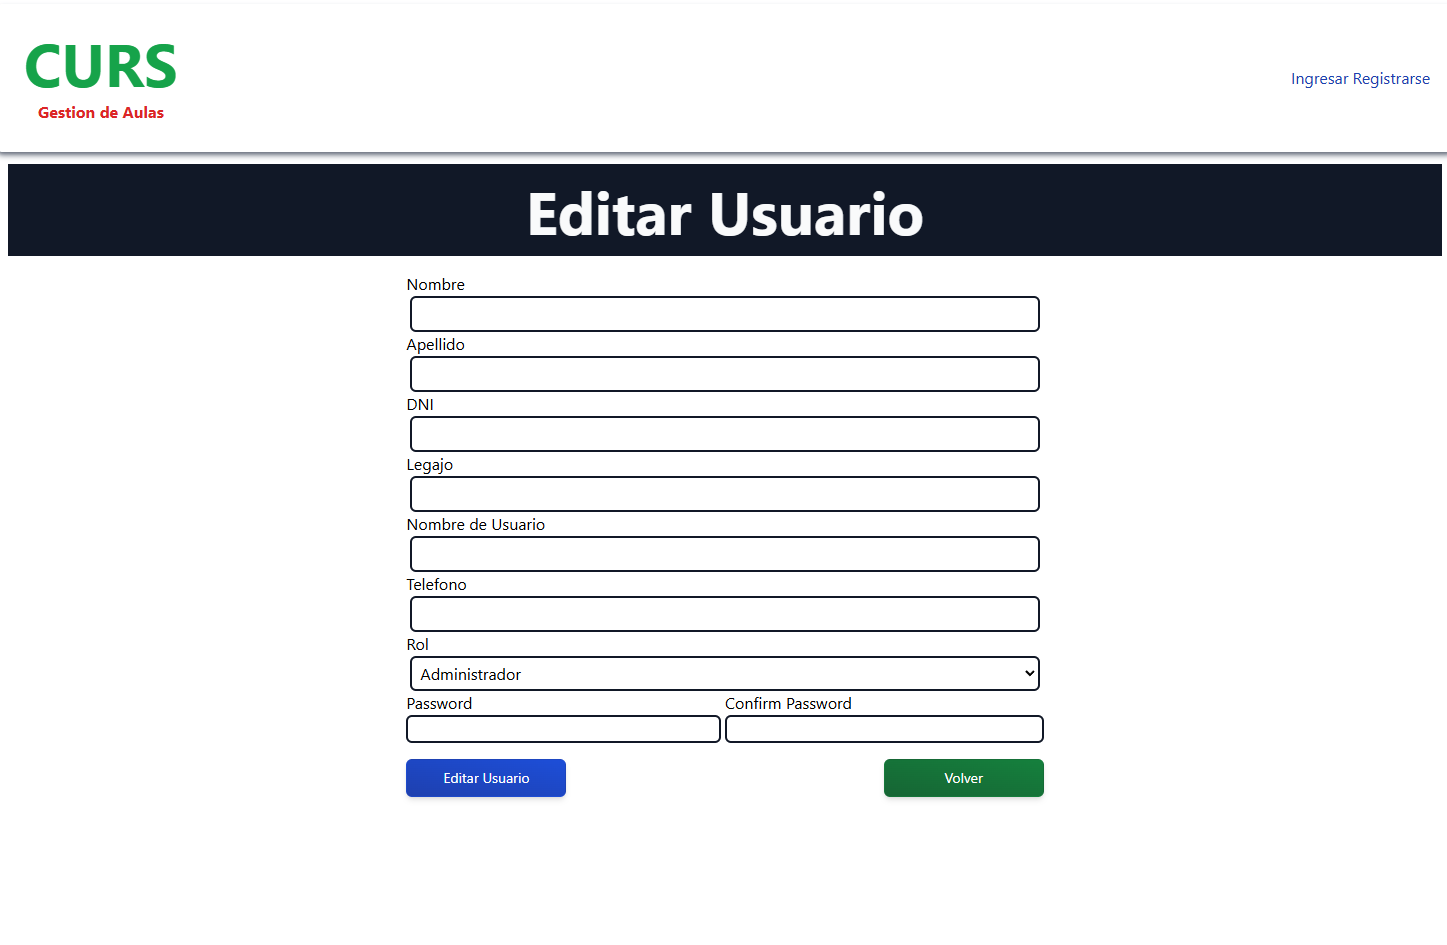 CURS
Gestion de Aulas
Ingresar Registrarse
Editar Usuario
Nombre
Apellido
DNI
Legajo
Nombre de Usuario
Telefono
Rol
Administrador
Password Confirm Password
Editar Usuario Volver